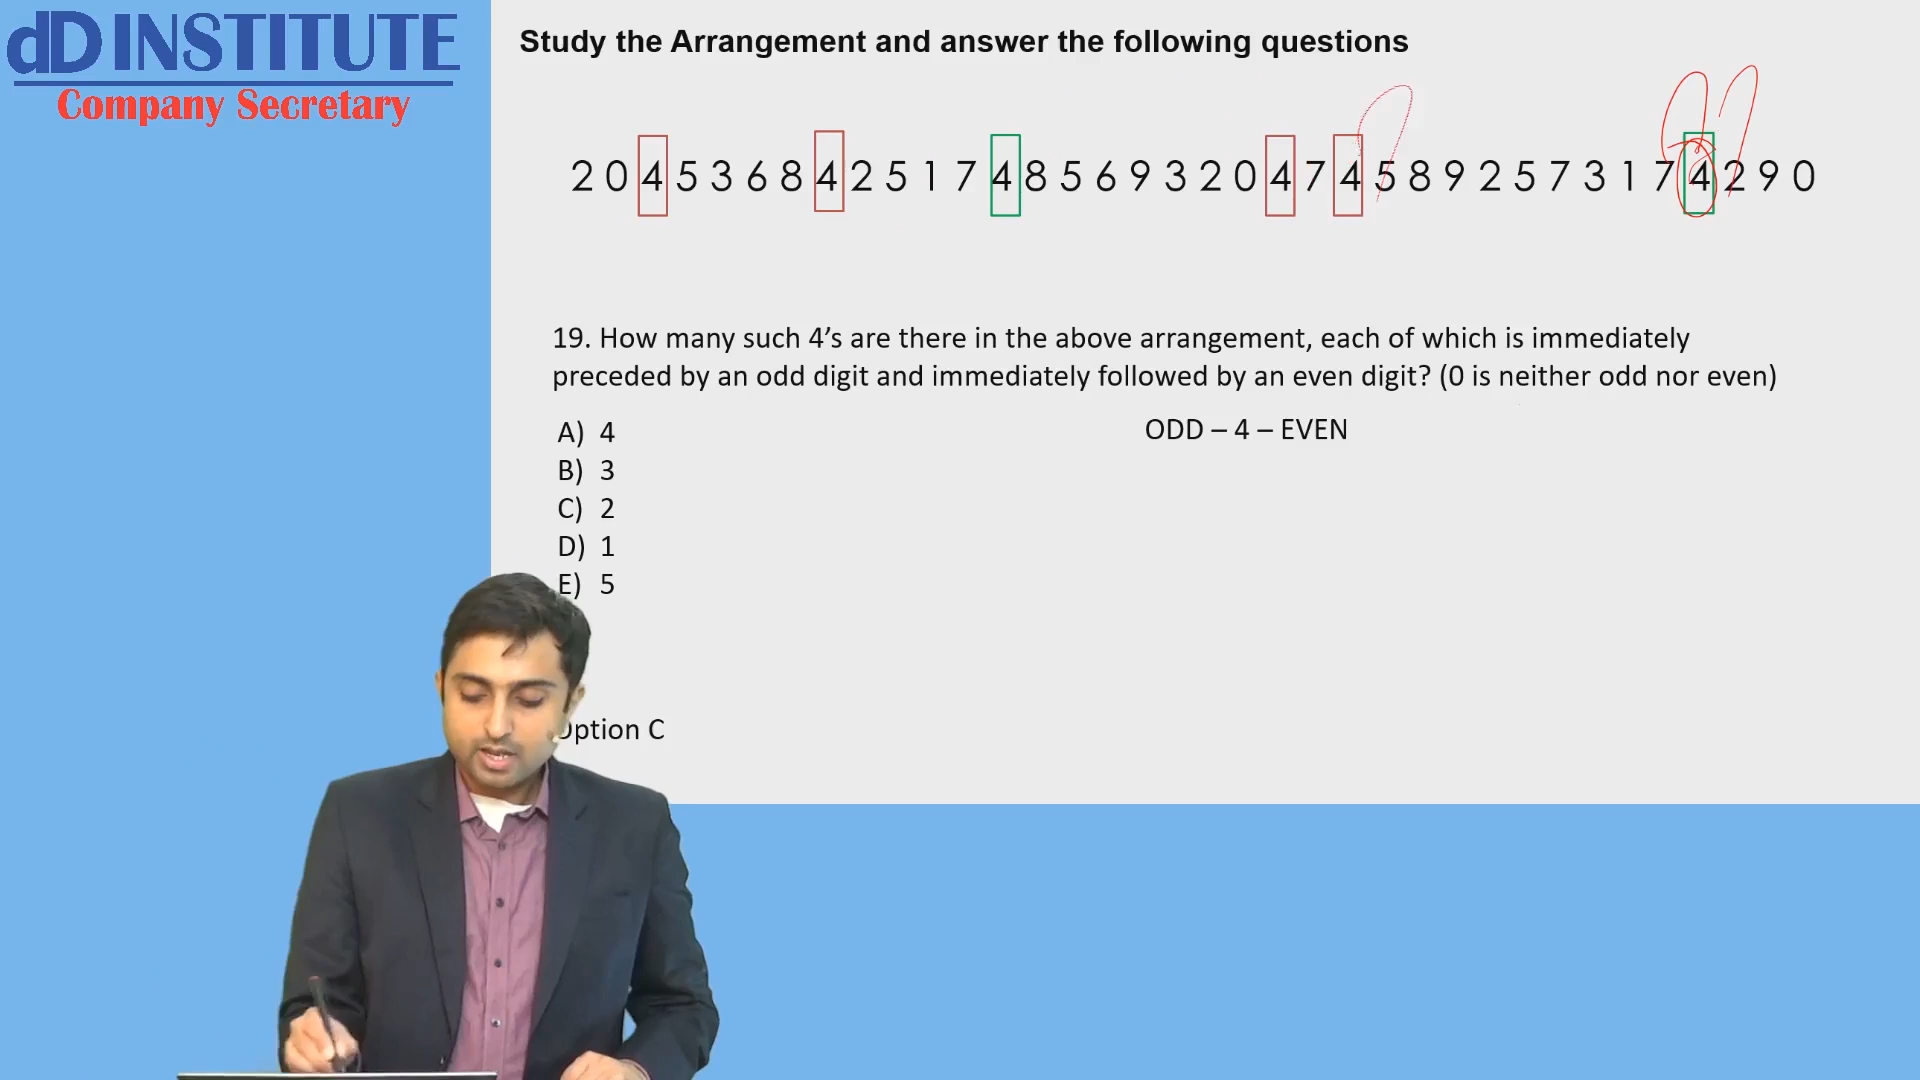 dD INSTITUTE
Company Secretary
Study the Arrangement and answer the following questions
2 0 4 5 3 6 8 4 2 5 1 7 4 8 5 6 9 3 2 0 4 7 4 5 8 9 2 5 7 3 1 7 4 2 9 0
19. How many such 4’s are there in the above arrangement, each of which is immediately
preceded by an odd digit and immediately followed by an even digit? (0 is neither odd nor even)
ODD – 4 – EVEN
A) 4
B) 3
C) 2
D) 1
E) 5
Option C